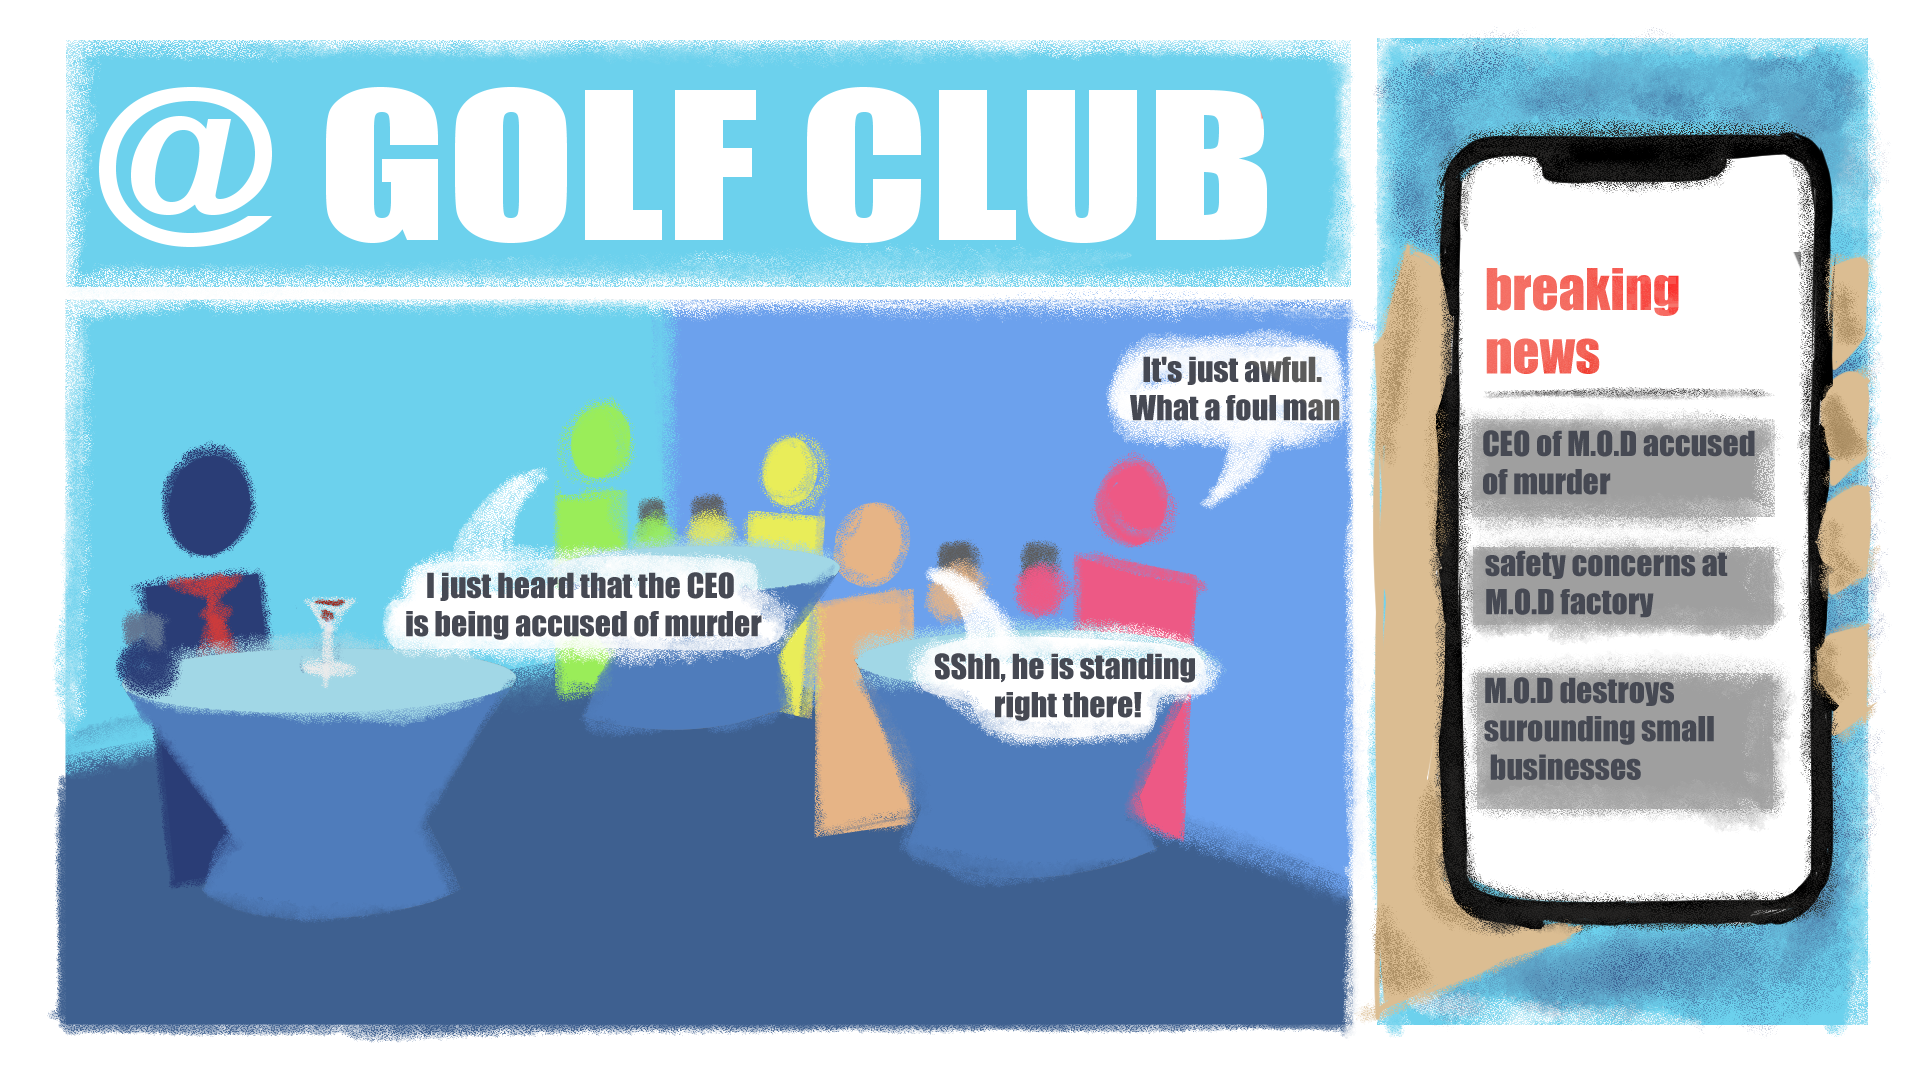 @ GOLF CLUB
I just heard that the CEO
is being accused of murder
It's just awful.
What a foul man
SShh, he is standing
right there!
breaking
news
CEO of M.O.D accused
of murder
safety concerns at
M.O.D factory
M.O.D destroys
surounding small
businesses